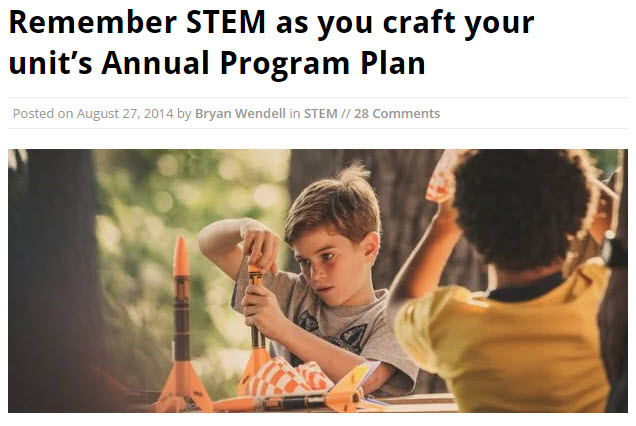 Remember STEM as you craft your
unit’s Annual Program Plan
Posted on August 27, 2014 by Bryan Wendell in STEM // 28 Comments